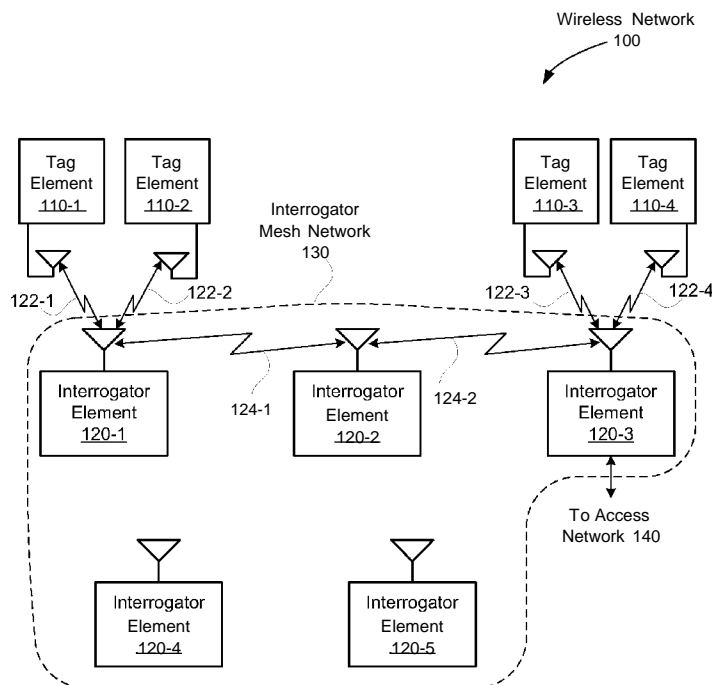 Wireless Network
100
Tag
Element
110-1
Tag
Element
110-2
Tag
Element
110-3
Tag
Element
110-4
Interrogator
Mesh Network
130
122-1
122-2
122-3
122-4
Interrogator
Element
120-1
124-1
Interrogator
Element
120-2
124-2
Interrogator
Element
120-3
To Access
Network 140
Interrogator
Element
120-4
Interrogator
Element
120-5